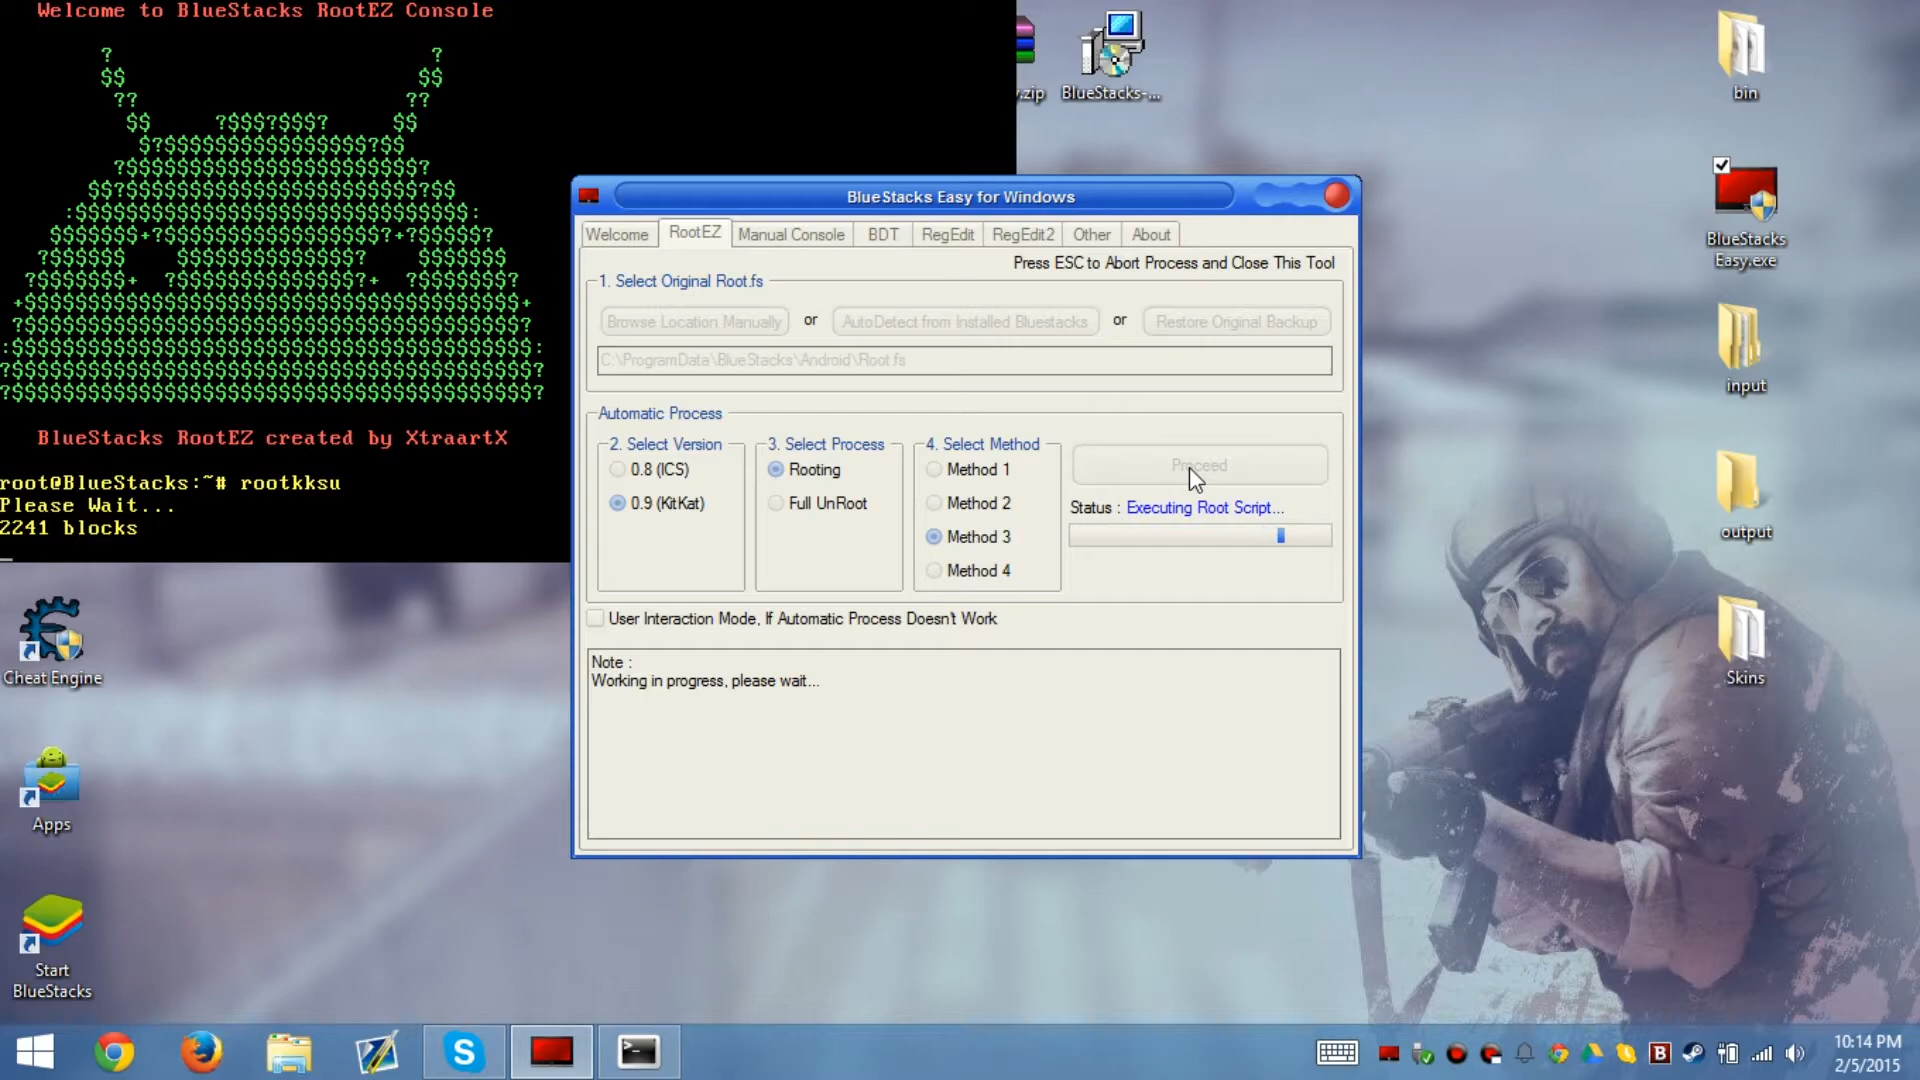 Welcome to BlueStacks RootEZ Console
BlueStacks RootEZ created by XtraartX
root@BlueStacks:~# rootkksu
Please Wait...
2241 blocks
.zip
BlueStacks-...
bin
BlueStacks
Easy.exe
input
output
Skins
Cheat Engine
Apps
Start
BlueStacks
BlueStacks Easy for Windows
Welcome
RootEZ
Manual Console
BDT
RegEdit
RegEdit2
Other
About
Press ESC to Abort Process and Close This Tool
1. Select Original Root.fs
Browse Location Manually
or
AutoDetect from Installed Bluestacks
or
Restore Original Backup
C:\ProgramData\BlueStacks\Android\Root.fs
Automatic Process
2. Select Version
0.8 (ICS)
0.9 (KitKat)
3. Select Process
Rooting
Full UnRoot
4. Select Method
Method 1
Method 2
Method 3
Method 4
Proceed
Status : Executing Root Script...
User Interaction Mode, If Automatic Process Doesn't Work
Note :
Working in progress, please wait...
10:14 PM
2/5/2015